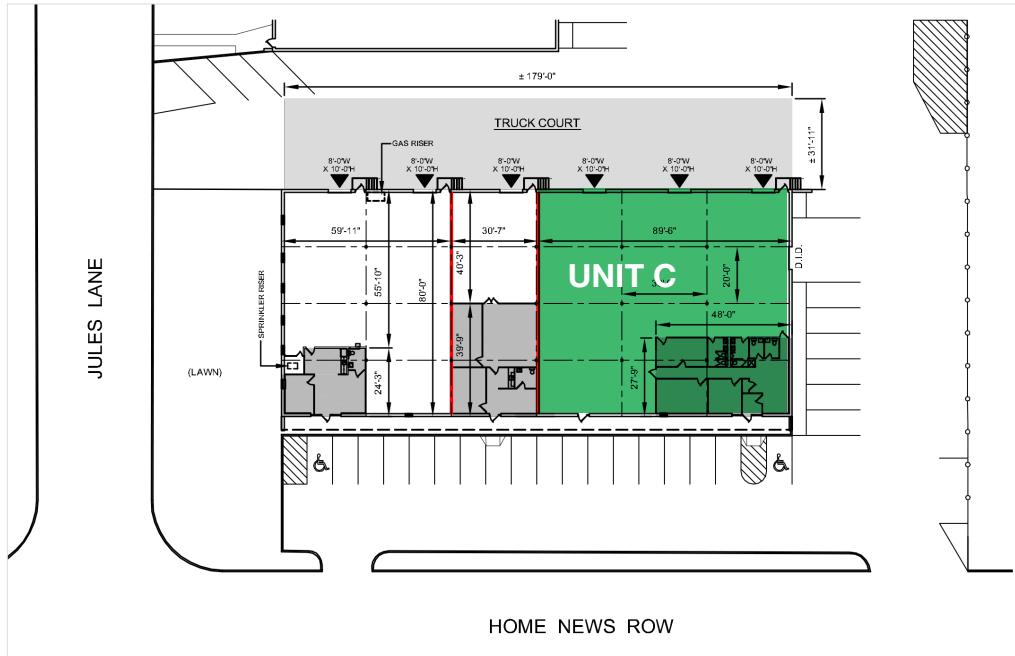 ± 179'-0"
TRUCK COURT
± 31'-11"
GAS RISER
8'-0"W
X 10'-0"H
8'-0"W
X 10'-0"H
8'-0"W
X 10'-0"H
8'-0"W
X 10'-0"H
8'-0"W
X 10'-0"H
8'-0"W
X 10'-0"H
59'-11"
30'-7"
89'-6"
D.I.D.
40'-3"
55'-10"
80'-0"
UNIT C
20'-0"
SPRINKLER RISER
48'-0"
39'-9"
24'-3"
27'-9"
JULES LANE
(LAWN)
HOME NEWS ROW